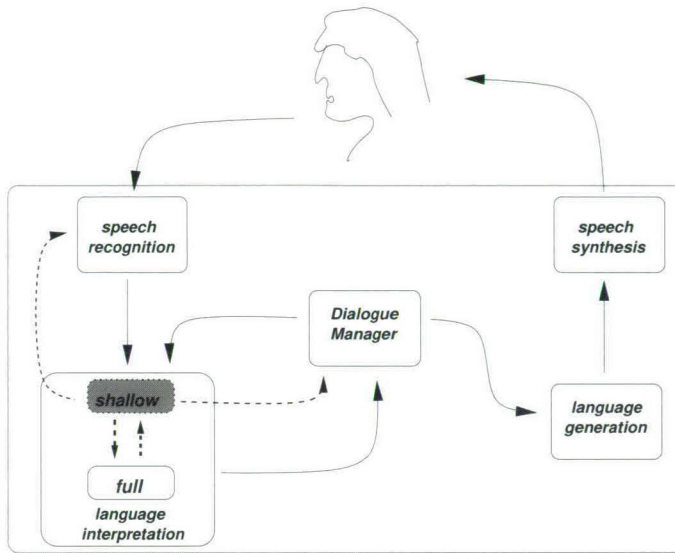 speech
recognition
speech
synthesis
Dialogue
Manager
shallow
language
generation
full
language
interpretation